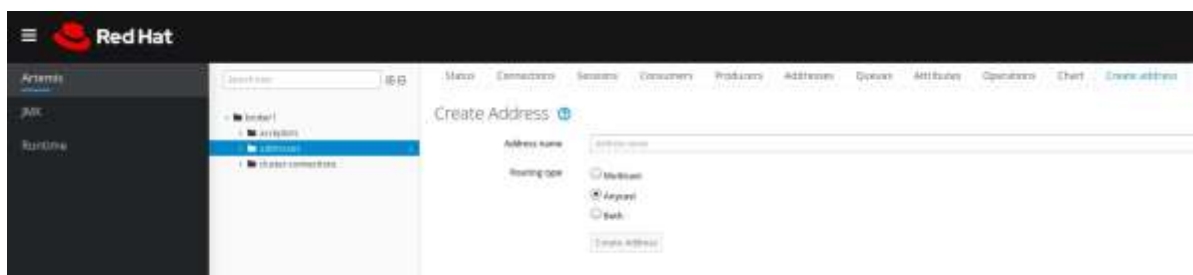 Red Hat
Artemis
JMX
Runtime
broker1
acceptors
addresses
cluster-connections
Status Connections Sessions Consumers Producers Addresses Queues Attributes Operations Chart Create address
Create Address
Address name
Routing type
Multicast
Anycast
Both
Create Address